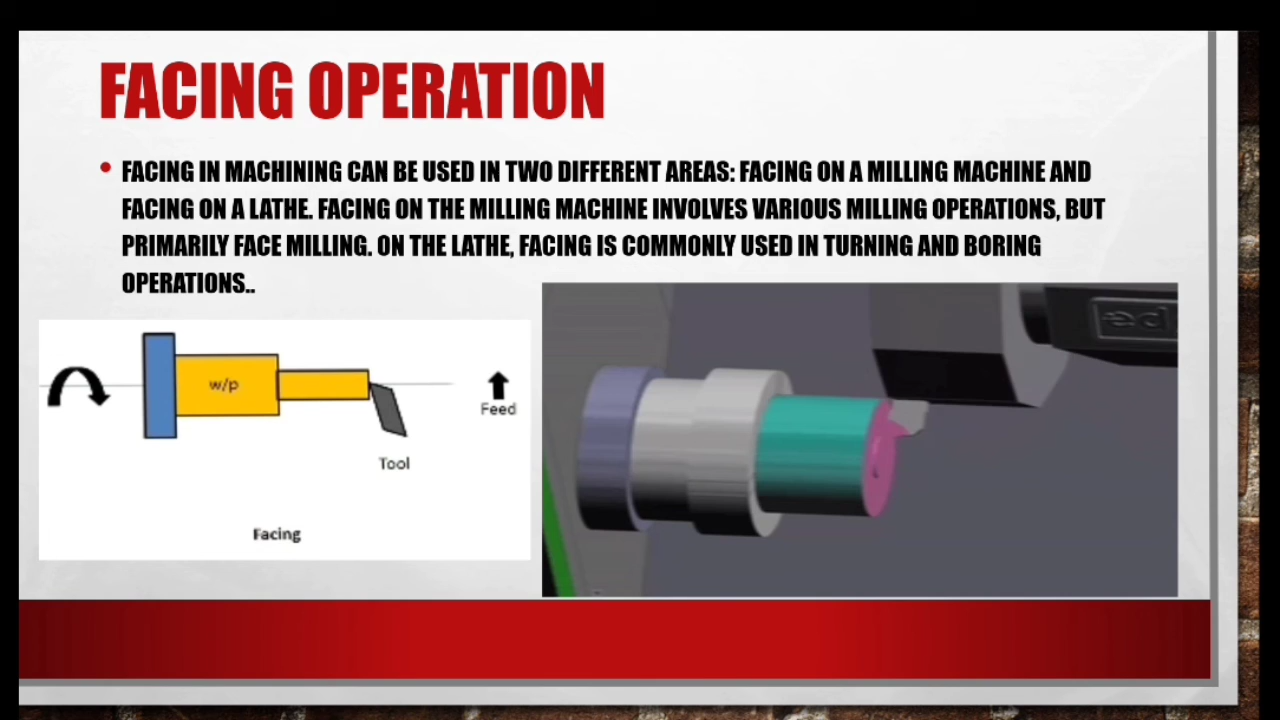 FACING OPERATION
• FACING IN MACHINING CAN BE USED IN TWO DIFFERENT AREAS: FACING ON A MILLING MACHINE AND
FACING ON A LATHE. FACING ON THE MILLING MACHINE INVOLVES VARIOUS MILLING OPERATIONS, BUT
PRIMARILY FACE MILLING. ON THE LATHE, FACING IS COMMONLY USED IN TURNING AND BORING
OPERATIONS..
w/p
Feed
Tool
Facing